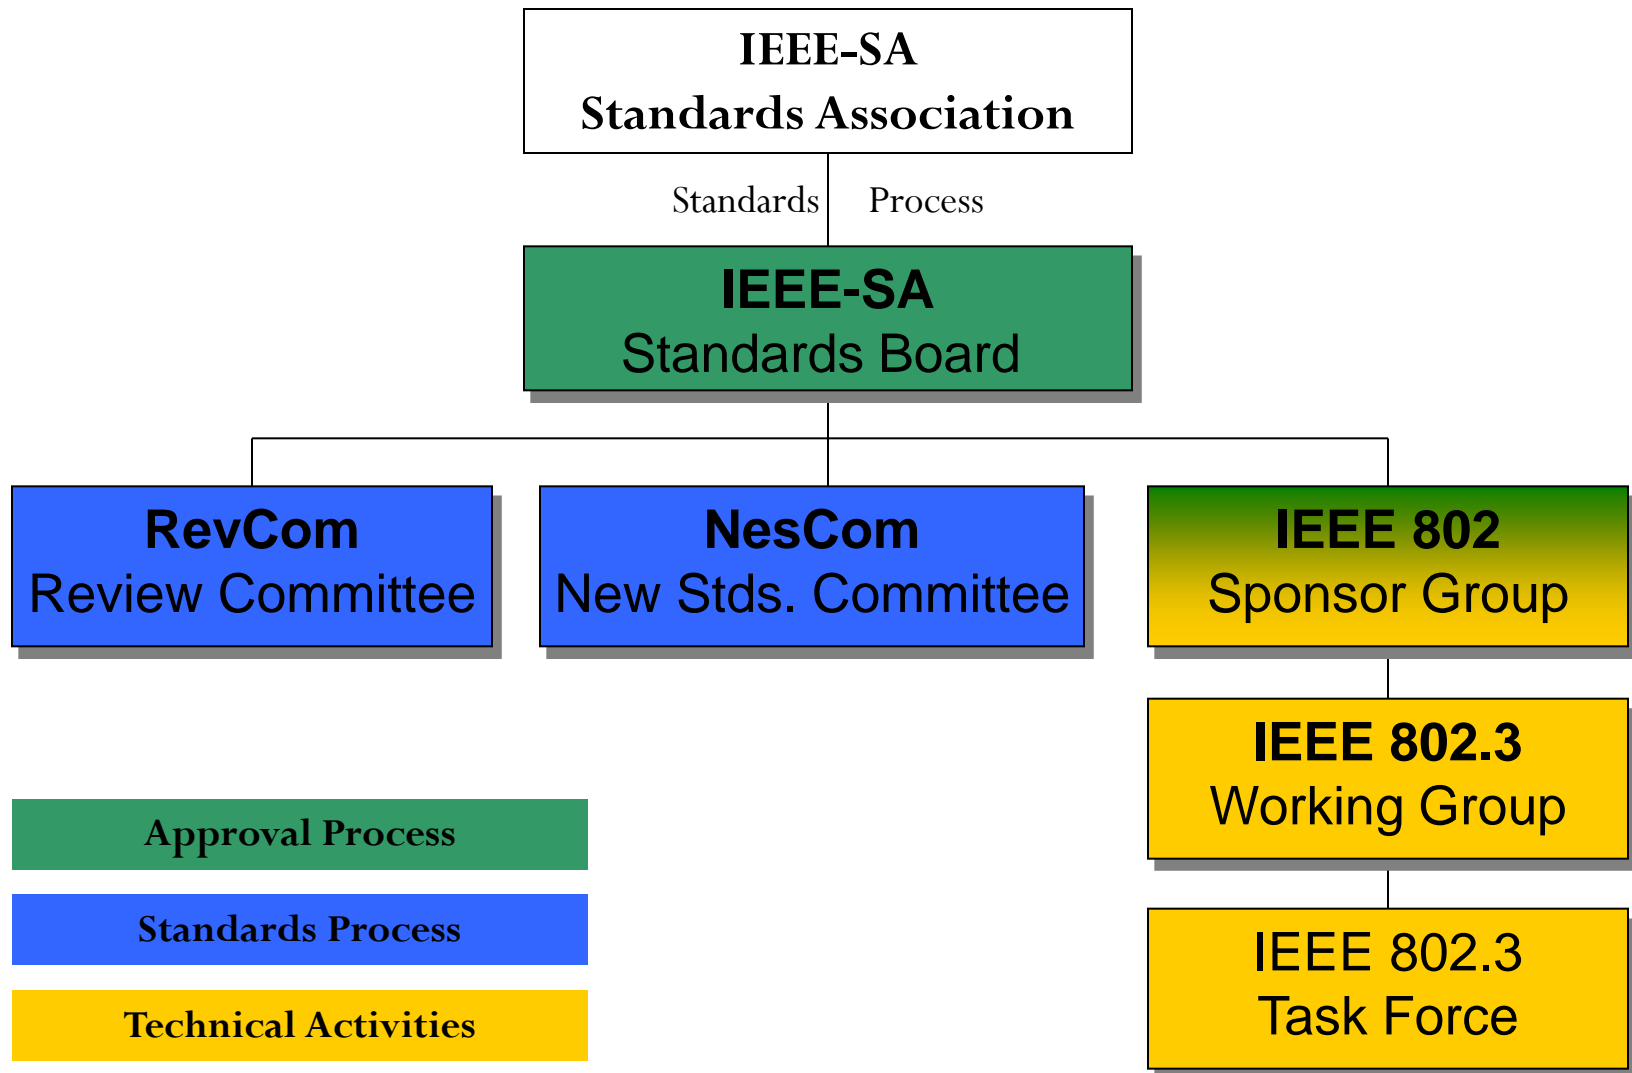 IEEE-SA
Standards Association
Standards Process
IEEE-SA
Standards Board
RevCom
Review Committee
NesCom
New Stds. Committee
IEEE 802
Sponsor Group
IEEE 802.3
Working Group
IEEE 802.3
Task Force
Approval Process
Standards Process
Technical Activities